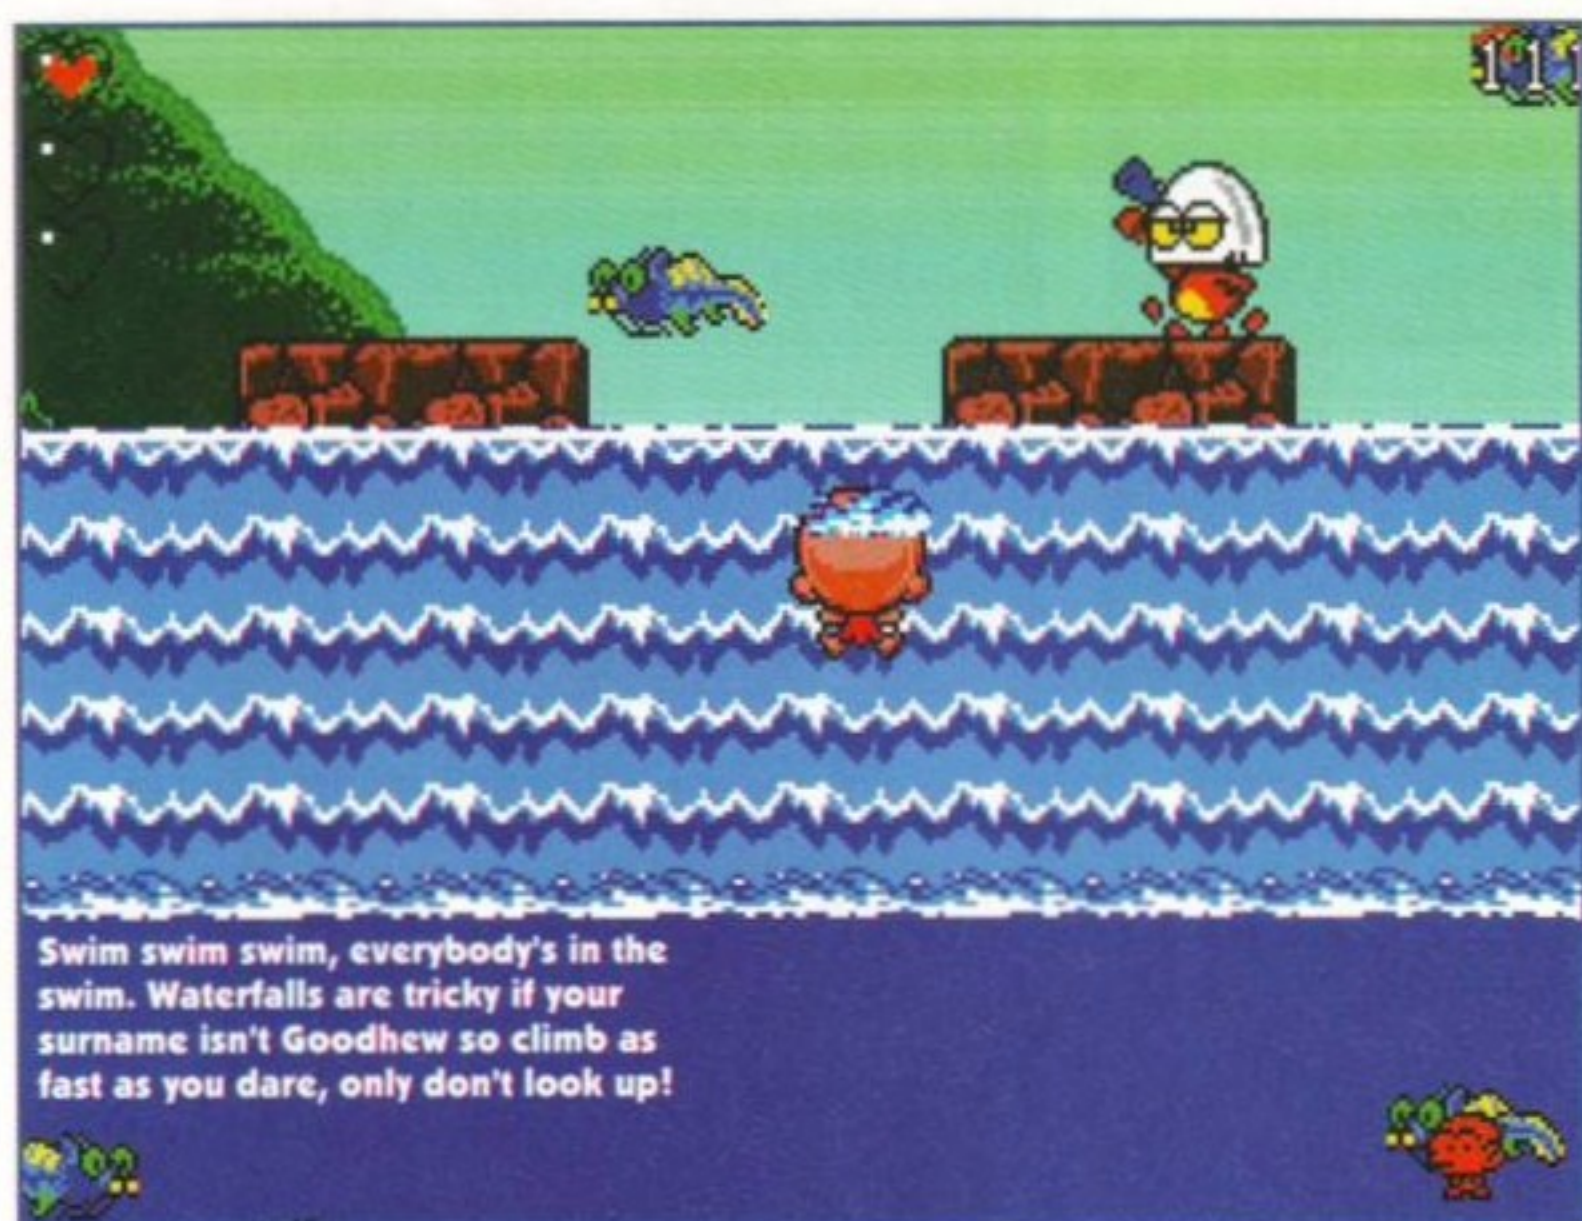 111
Swim swim swim, everybody's in the
swim. Waterfalls are tricky if your
surname isn't Goodhew so climb as
fast as you dare, only don't look up!